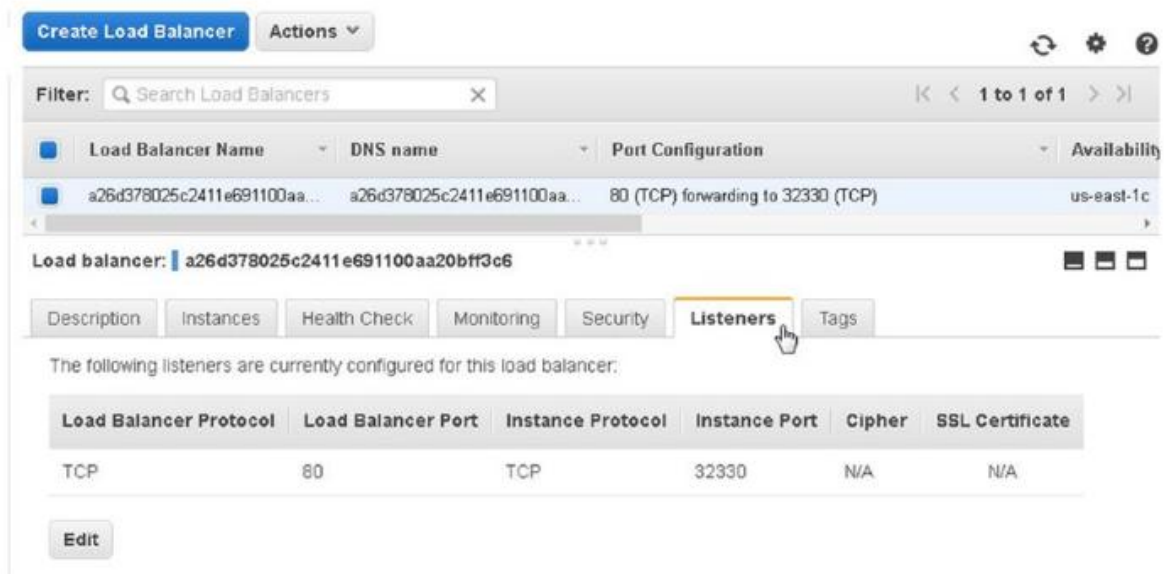 Create Load Balancer Actions
Filter: Search Load Balancers 1 to 1 of 1
Load Balancer Name DNS name Port Configuration Availability
a26d378025c2411e691100aa... a26d378025c2411e691100aa... 80 (TCP) forwarding to 32330 (TCP) us-east-1c
Load balancer: a26d378025c2411e691100aa20bff3c6
Description Instances Health Check Monitoring Security Listeners Tags
The following listeners are currently configured for this load balancer:
Load Balancer Protocol Load Balancer Port Instance Protocol Instance Port Cipher SSL Certificate
TCP 80 TCP 32330 N/A N/A
Edit